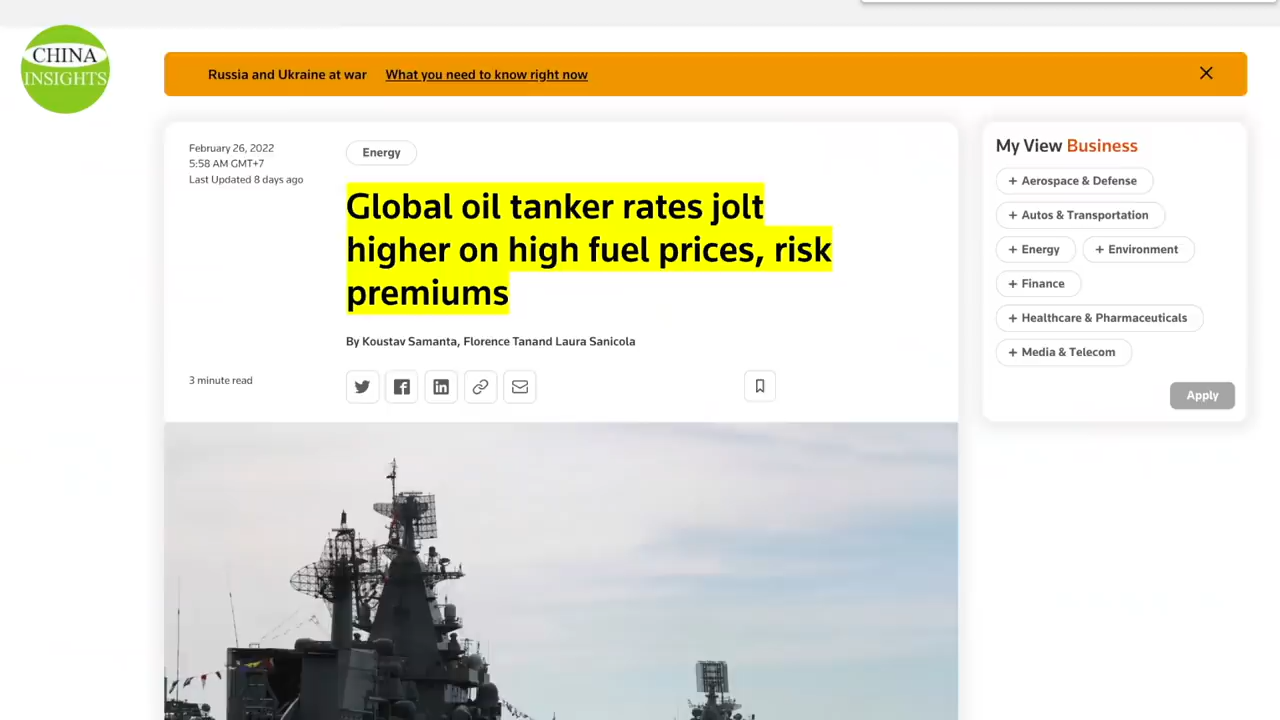 CHINA
INSIGHTS
Russia and Ukraine at war What you need to know right now
February 26, 2022
5:58 AM GMT+7
Last Updated 8 days ago
Energy
Global oil tanker rates jolt
higher on high fuel prices, risk
premiums
By Koustav Samanta, Florence Tanand Laura Sanicola
3 minute read
My View Business
+ Aerospace & Defense
+ Autos & Transportation
+ Energy + Environment
+ Finance
+ Healthcare & Pharmaceuticals
+ Media & Telecom
Apply